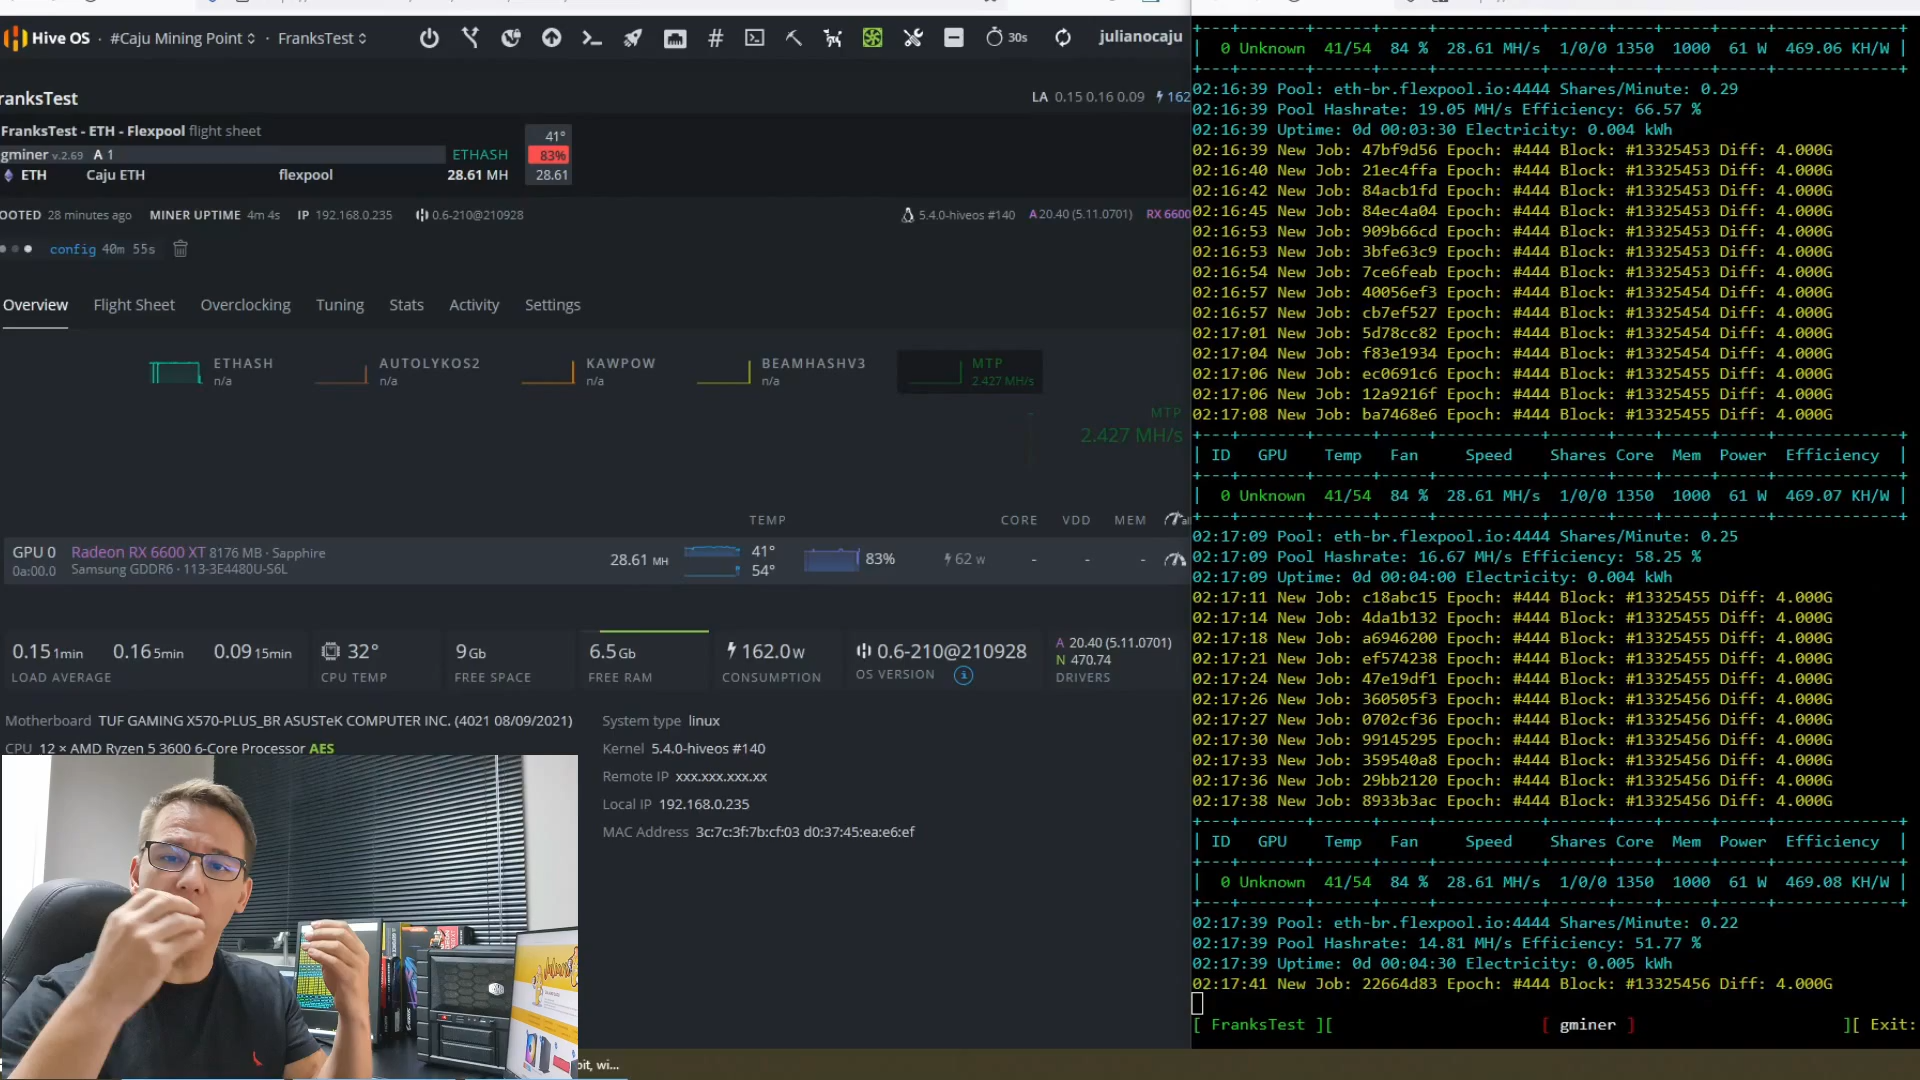 Hive OS · #Caju Mining Point · FranksTest 30s julianocaju
ranksTest LA 0.15 0.16 0.09 162
FranksTest - ETH - Flexpool flight sheet 41°
gminer v.2.69 A 1 ETHASH 83%
ETH Caju ETH flexpool 28.61 MH 28.61
OOTED 28 minutes ago MINER UPTIME 4m 4s IP 192.168.0.235 0.6-210@210928 5.4.0-hiveos #140 A 20.40 (5.11.0701) RX 6600
config 40m 55s
Overview Flight Sheet Overclocking Tuning Stats Activity Settings
ETHASH AUTOLYKOS2 KAWPOW BEAMHASHV3 MTP
n/a n/a n/a n/a 2.427 MH/s
MTP
2.427 MH/s
TEMP CORE VDD MEM al
GPU 0 Radeon RX 6600 XT 8176 MB · Sapphire 28.61 MH 41° 83% 62 W - - -
0a:00.0 Samsung GDDR6 · 113-3E4480U-S6L 54°
0.15 1min 0.16 5min 0.09 15min 32° 9 Gb 6.5 Gb 162.0 W 0.6-210@210928 A 20.40 (5.11.0701)
N 470.74
LOAD AVERAGE CPU TEMP FREE SPACE FREE RAM CONSUMPTION OS VERSION DRIVERS
Motherboard TUF GAMING X570-PLUS_BR ASUSTeK COMPUTER INC. (4021 08/09/2021) System type linux
CPU 12 × AMD Ryzen 5 3600 6-Core Processor AES Kernel 5.4.0-hiveos #140
Remote IP xxx.xxx.xxx.xx
Local IP 192.168.0.235
MAC Address 3c:7c:3f:7b:cf:03 d0:37:45:ea:e6:ef
bit, wi...
| 0 Unknown 41/54 84 % 28.61 MH/s 1/0/0 1350 1000 61 W 469.06 KH/W |
02:16:39 Pool: eth-br.flexpool.io:4444 Shares/Minute: 0.29
02:16:39 Pool Hashrate: 19.05 MH/s Efficiency: 66.57 %
02:16:39 Uptime: 0d 00:03:30 Electricity: 0.004 kWh
02:16:39 New Job: 47bf9d56 Epoch: #444 Block: #13325453 Diff: 4.000G
02:16:40 New Job: 21ec4ffa Epoch: #444 Block: #13325453 Diff: 4.000G
02:16:42 New Job: 84acb1fd Epoch: #444 Block: #13325453 Diff: 4.000G
02:16:45 New Job: 84ec4a04 Epoch: #444 Block: #13325453 Diff: 4.000G
02:16:53 New Job: 909b66cd Epoch: #444 Block: #13325453 Diff: 4.000G
02:16:53 New Job: 3bfe63c9 Epoch: #444 Block: #13325453 Diff: 4.000G
02:16:54 New Job: 7ce6feab Epoch: #444 Block: #13325453 Diff: 4.000G
02:16:57 New Job: 40056ef3 Epoch: #444 Block: #13325454 Diff: 4.000G
02:16:57 New Job: cb7ef527 Epoch: #444 Block: #13325454 Diff: 4.000G
02:17:01 New Job: 5d78cc82 Epoch: #444 Block: #13325454 Diff: 4.000G
02:17:04 New Job: f83e1934 Epoch: #444 Block: #13325454 Diff: 4.000G
02:17:06 New Job: ec0691c6 Epoch: #444 Block: #13325455 Diff: 4.000G
02:17:06 New Job: 12a9216f Epoch: #444 Block: #13325455 Diff: 4.000G
02:17:08 New Job: ba7468e6 Epoch: #444 Block: #13325455 Diff: 4.000G
| ID GPU Temp Fan Speed Shares Core Mem Power Efficiency |
| 0 Unknown 41/54 84 % 28.61 MH/s 1/0/0 1350 1000 61 W 469.07 KH/W |
02:17:09 Pool: eth-br.flexpool.io:4444 Shares/Minute: 0.25
02:17:09 Pool Hashrate: 16.67 MH/s Efficiency: 58.25 %
02:17:09 Uptime: 0d 00:04:00 Electricity: 0.004 kWh
02:17:11 New Job: c18abc15 Epoch: #444 Block: #13325455 Diff: 4.000G
02:17:14 New Job: 4da1b132 Epoch: #444 Block: #13325455 Diff: 4.000G
02:17:18 New Job: a6946200 Epoch: #444 Block: #13325455 Diff: 4.000G
02:17:21 New Job: ef574238 Epoch: #444 Block: #13325455 Diff: 4.000G
02:17:24 New Job: 47e19df1 Epoch: #444 Block: #13325455 Diff: 4.000G
02:17:26 New Job: 360505f3 Epoch: #444 Block: #13325456 Diff: 4.000G
02:17:27 New Job: 0702cf36 Epoch: #444 Block: #13325456 Diff: 4.000G
02:17:30 New Job: 99145295 Epoch: #444 Block: #13325456 Diff: 4.000G
02:17:33 New Job: 359540a8 Epoch: #444 Block: #13325456 Diff: 4.000G
02:17:36 New Job: 29bb2120 Epoch: #444 Block: #13325456 Diff: 4.000G
02:17:38 New Job: 8933b3ac Epoch: #444 Block: #13325456 Diff: 4.000G
| ID GPU Temp Fan Speed Shares Core Mem Power Efficiency |
| 0 Unknown 41/54 84 % 28.61 MH/s 1/0/0 1350 1000 61 W 469.08 KH/W |
02:17:39 Pool: eth-br.flexpool.io:4444 Shares/Minute: 0.22
02:17:39 Pool Hashrate: 14.81 MH/s Efficiency: 51.77 %
02:17:39 Uptime: 0d 00:04:30 Electricity: 0.005 kWh
02:17:41 New Job: 22664d83 Epoch: #444 Block: #13325456 Diff: 4.000G
[ FranksTest ][ [ gminer ] ][ Exit: